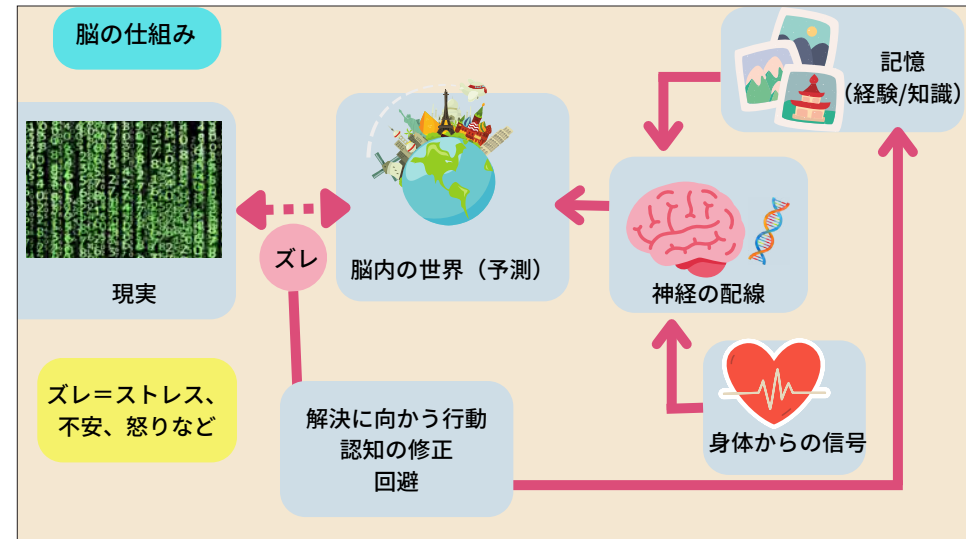 脳の仕組み
記憶
（経験/知識）
現実
ズレ
脳内の世界（予測）
神経の配線
ズレ＝ストレス、
不安、怒りなど
解決に向かう行動
認知の修正
回避
身体からの信号